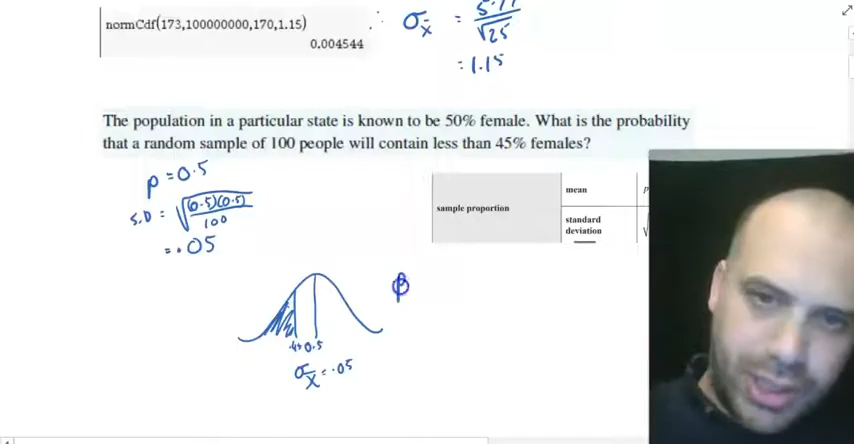 normCdf(173,100000000,170,1.15)
0.004544
∴ σx̄ = 5.77/√25
= 1.15
The population in a particular state is known to be 50% female. What is the probability
that a random sample of 100 people will contain less than 45% females?
p = 0.5
S.D = √(0.5)(0.5)/100
= .05
sample proportion
mean
standard
deviation
0.5
σx̄ = .05